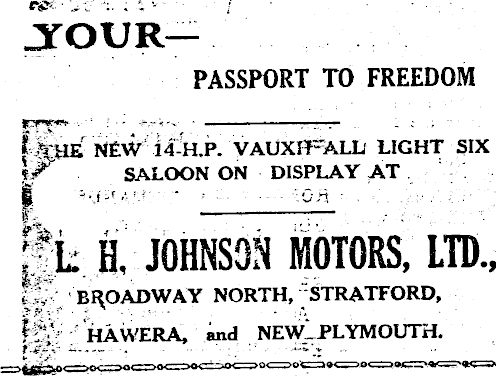 YOUR—
PASSPORT TO FREEDOM
THE NEW 14-H.P. VAUXHALL LIGHT SIX
SALOON ON DISPLAY AT
L. H. JOHNSON MOTORS, LTD.,
BROADWAY NORTH, STRATFORD,
HAWERA, and NEW PLYMOUTH.